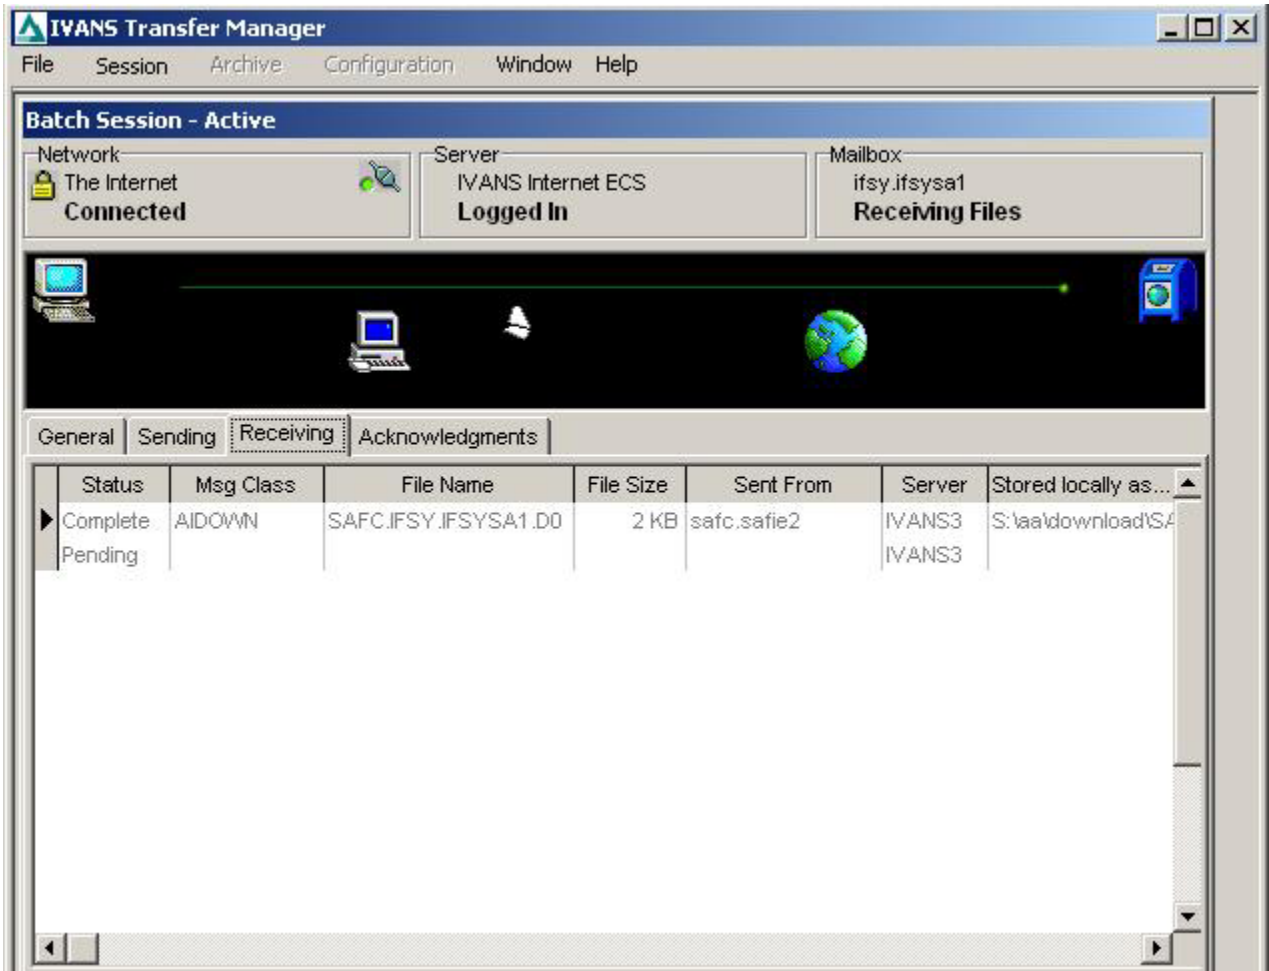 IVANS Transfer Manager
File Session Archive Configuration Window Help
Batch Session - Active
Network Server Mailbox
The Internet IVANS Internet ECS ifsy.ifsysa1
Connected Logged In Receiving Files
General Sending Receiving Acknowledgments
Status Msg Class File Name File Size Sent From Server Stored locally as...
Complete AIDOWN SAFC.IFSY.IFSYSA1.D0 2 KB safc.safie2 IVANS3 S:\aa\download\SA
Pending IVANS3